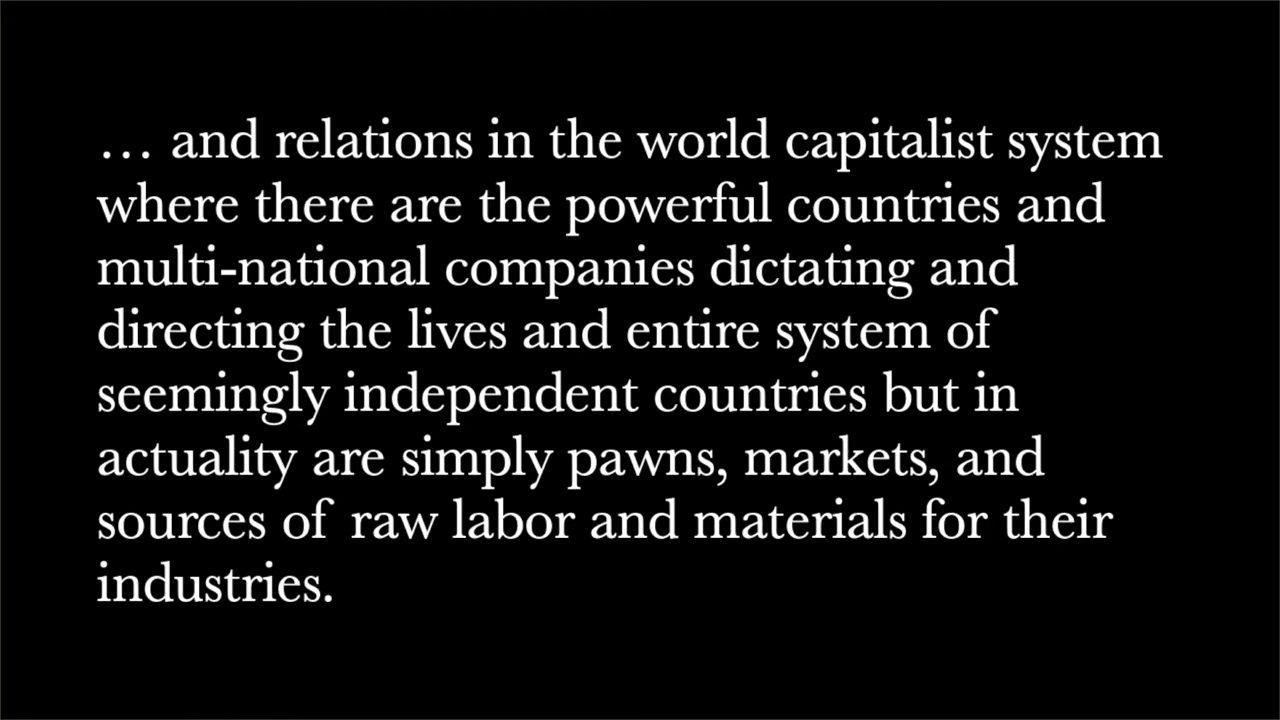 … and relations in the world capitalist system
where there are the powerful countries and
multi-national companies dictating and
directing the lives and entire system of
seemingly independent countries but in
actuality are simply pawns, markets, and
sources of raw labor and materials for their
industries.